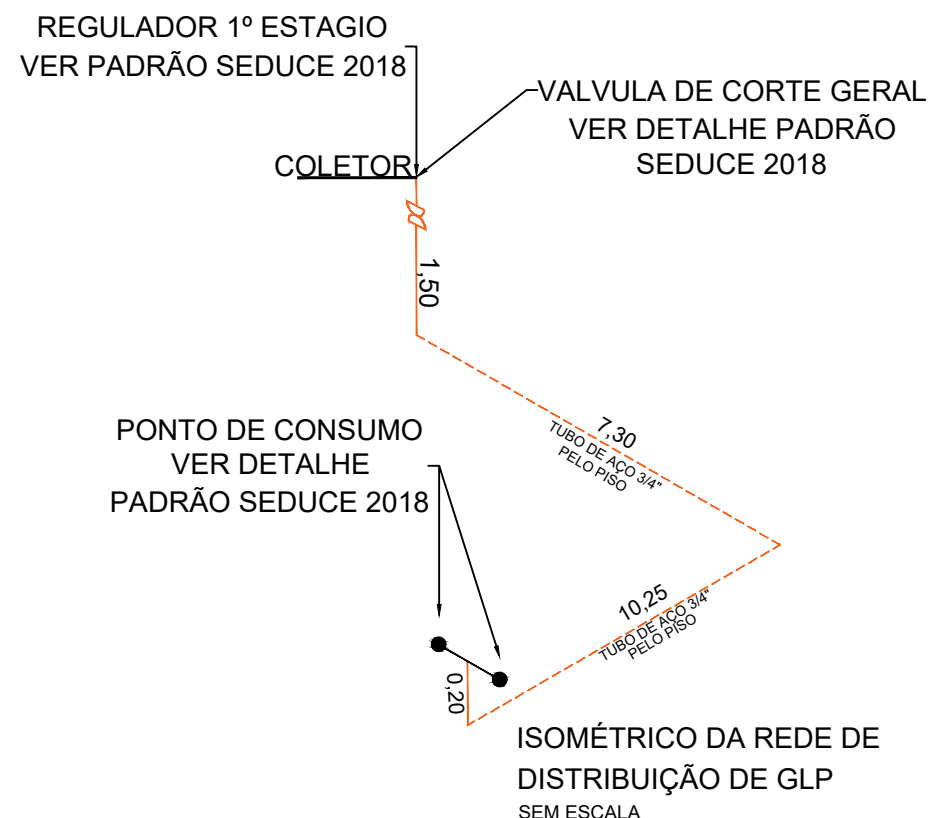 REGULADOR 1º ESTAGIO
VER PADRÃO SEDUCE 2018
VALVULA DE CORTE GERAL
VER DETALHE PADRÃO
SEDUCE 2018
COLETOR
1,50
7,30
TUBO DE AÇO 3/4"
PELO PISO
PONTO DE CONSUMO
VER DETALHE
PADRÃO SEDUCE 2018
10,25
TUBO DE AÇO 3/4"
PELO PISO
0,20
ISOMÉTRICO DA REDE DE
DISTRIBUIÇÃO DE GLP
SEM ESCALA